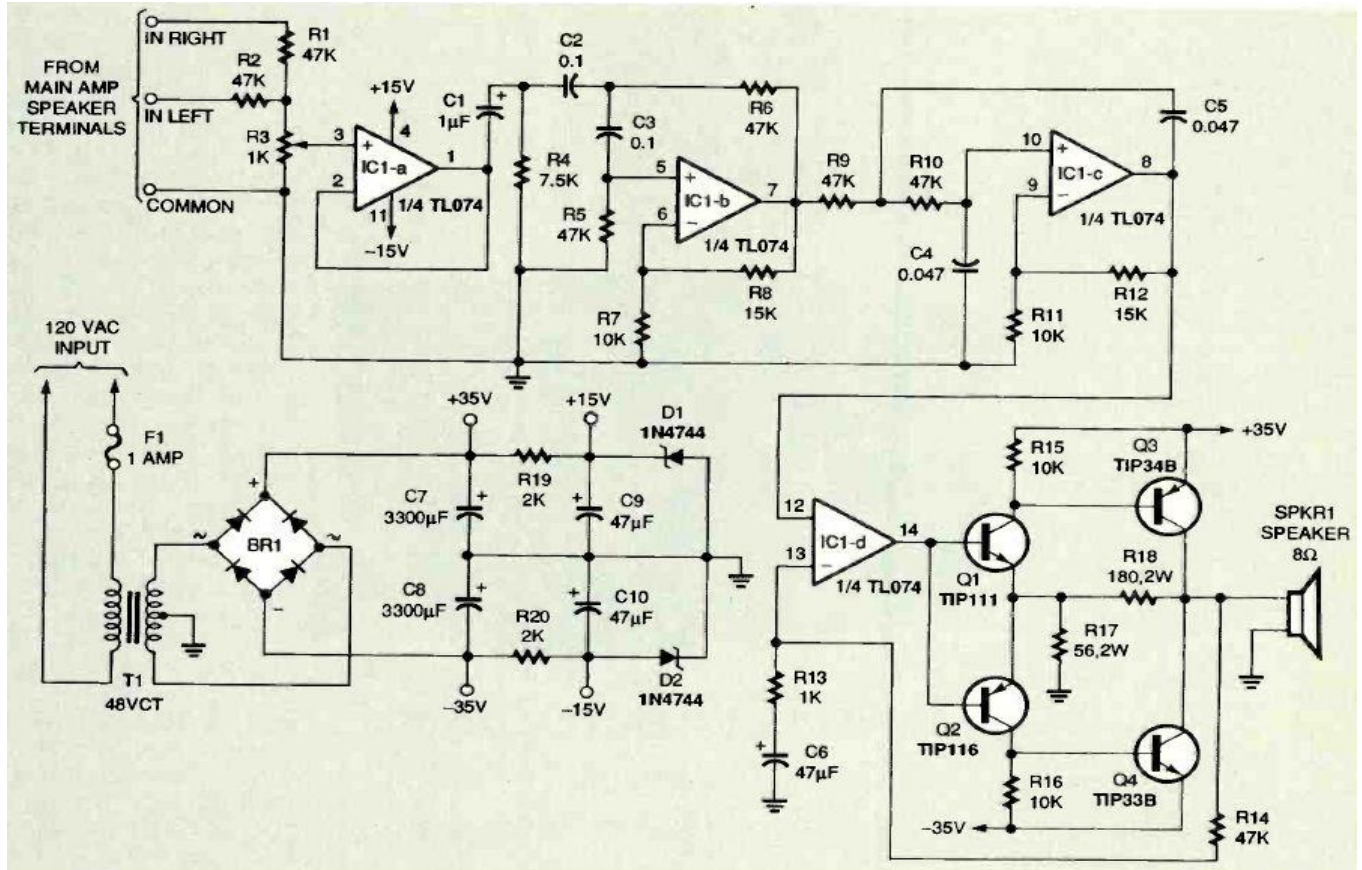 IN RIGHT
R1
47K
FROM
MAIN AMP
SPEAKER
TERMINALS
R2
47K
IN LEFT
R3
1K
COMMON
+15V
3
4
+
IC1-a
1
2
−
11
1/4 TL074
−15V
C1
1µF
+
C2
0.1
C3
0.1
R4
7.5K
R5
47K
R6
47K
5
+
IC1-b
7
6
−
1/4 TL074
R8
15K
R7
10K
R9
47K
R10
47K
C4
0.047
10
+
IC1-c
8
9
−
1/4 TL074
C5
0.047
R11
10K
R12
15K
120 VAC
INPUT
F1
1 AMP
T1
48VCT
BR1
+
~
~
−
+35V
+15V
D1
1N4744
R19
2K
C7
3300µF
+
C9
47µF
+
C8
3300µF
+
C10
47µF
+
R20
2K
D2
1N4744
−35V
−15V
12
IC1-d
14
13
−
1/4 TL074
R13
1K
+
C6
47µF
R15
10K
Q3
TIP34B
+35V
Q1
TIP111
R18
180,2W
R17
56,2W
SPKR1
SPEAKER
8Ω
Q2
TIP116
R16
10K
Q4
TIP33B
−35V
R14
47K